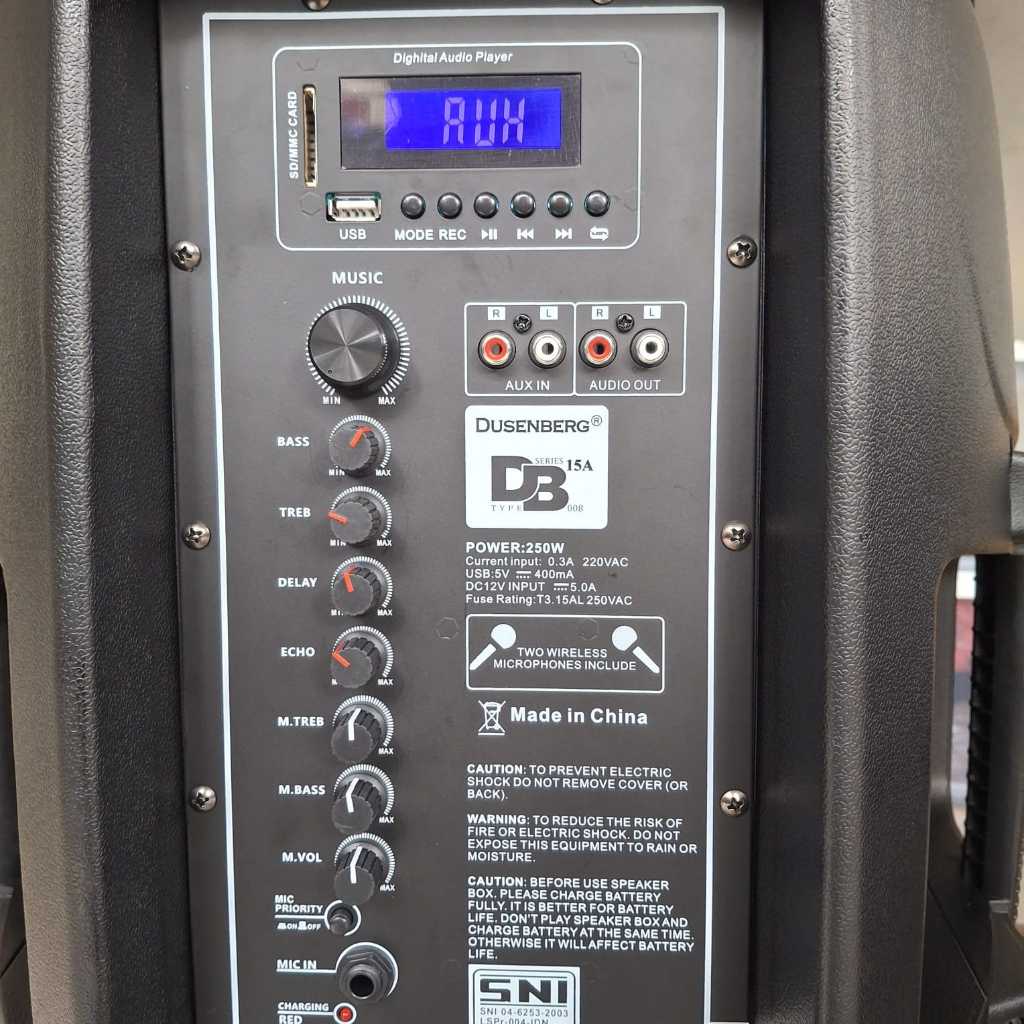 Dighital Audio Player
SD/MMC CARD
AUX
USB
MODE REC
MUSIC
MIN MAX
R L R L
AUX IN AUDIO OUT
BASS
MIN MAX
TREB
MIN MAX
DELAY
MAX
ECHO
MAX
M.TREB
MAX
M.BASS
MAX
M.VOL
MAX
MIC
PRIORITY
ON OFF
MIC IN
CHARGING
RED
DUSENBERG®
SERIES
DB 15A
TYPE 008
POWER:250W
Current input: 0.3A 220VAC
USB:5V ⎓ 400mA
DC12V INPUT ⎓5.0A
Fuse Rating:T3.15AL 250VAC
TWO WIRELESS
MICROPHONES INCLUDE
Made in China
CAUTION: TO PREVENT ELECTRIC
SHOCK DO NOT REMOVE COVER (OR
BACK).
WARNING: TO REDUCE THE RISK OF
FIRE OR ELECTRIC SHOCK. DO NOT
EXPOSE THIS EQUIPMENT TO RAIN OR
MOISTURE.
CAUTION: BEFORE USE SPEAKER
BOX. PLEASE CHARGE BATTERY
FULLY. IT IS BETTER FOR BATTERY
LIFE. DON'T PLAY SPEAKER BOX AND
CHARGE BATTERY AT THE SAME TIME.
OTHERWISE IT WILL AFFECT BATTERY
LIFE.
SNI
SNI 04-6253-2003
LSPr-004-IDN